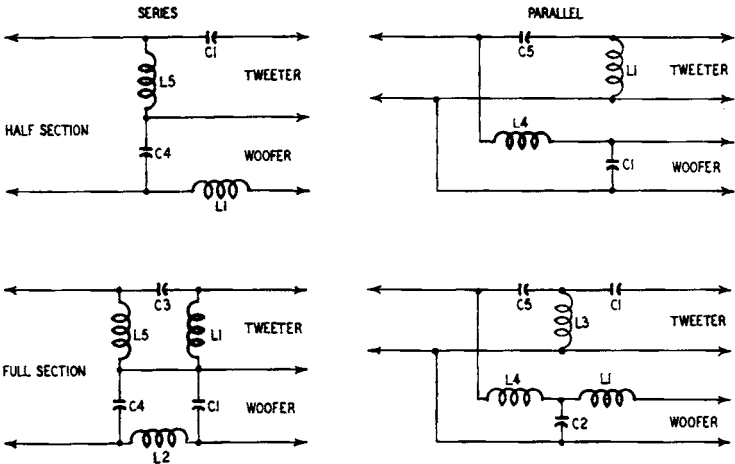 SERIES
PARALLEL
C1
L5
TWEETER
HALF SECTION
C4
WOOFER
L1
C5
L1
TWEETER
L4
C1
WOOFER
C3
L5
L1
TWEETER
FULL SECTION
C4
C1
WOOFER
L2
C5
C1
L3
TWEETER
L4
L1
C2
WOOFER